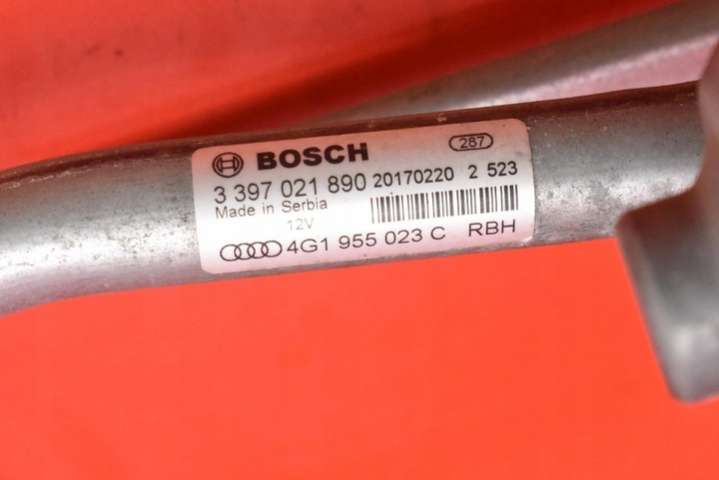 287
BOSCH
3 397 021 890 20170220 2 523
Made in Serbia
12V
4G1 955 023 C RBH